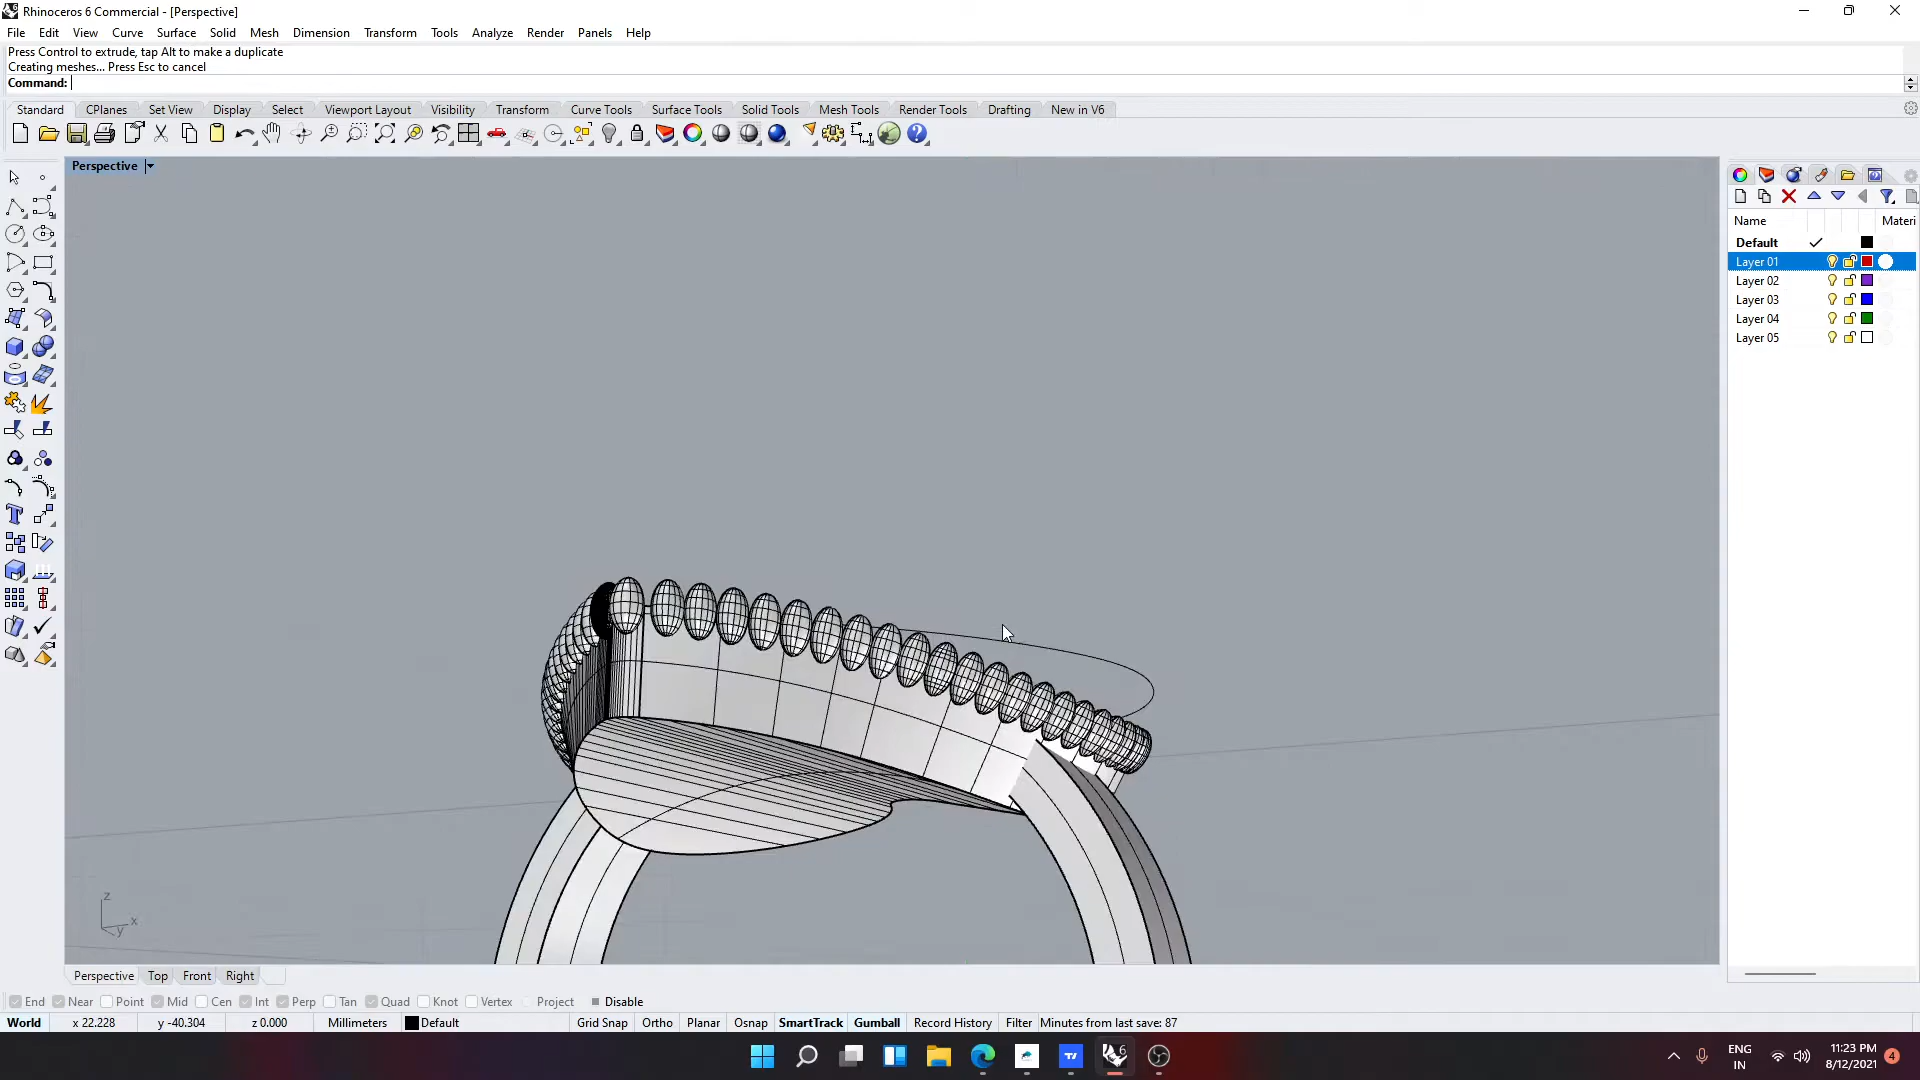 Rhinoceros 6 Commercial - [Perspective]
File Edit View Curve Surface Solid Mesh Dimension Transform Tools Analyze Render Panels Help
Press Control to extrude, tap Alt to make a duplicate
Creating meshes... Press Esc to cancel
Command:
Standard CPlanes Set View Display Select Viewport Layout Visibility Transform Curve Tools Surface Tools Solid Tools Mesh Tools Render Tools Drafting New in V6
Perspective
Name Materi
Default
Layer 01
Layer 02
Layer 03
Layer 04
Layer 05
z
x
y
Perspective Top Front Right
End Near Point Mid Cen Int Perp Tan Quad Knot Vertex Project Disable
World x 22.228 y -40.304 z 0.000 Millimeters Default Grid Snap Ortho Planar Osnap SmartTrack Gumball Record History Filter Minutes from last save: 87
ENG 11:23 PM
IN 8/12/2021 4